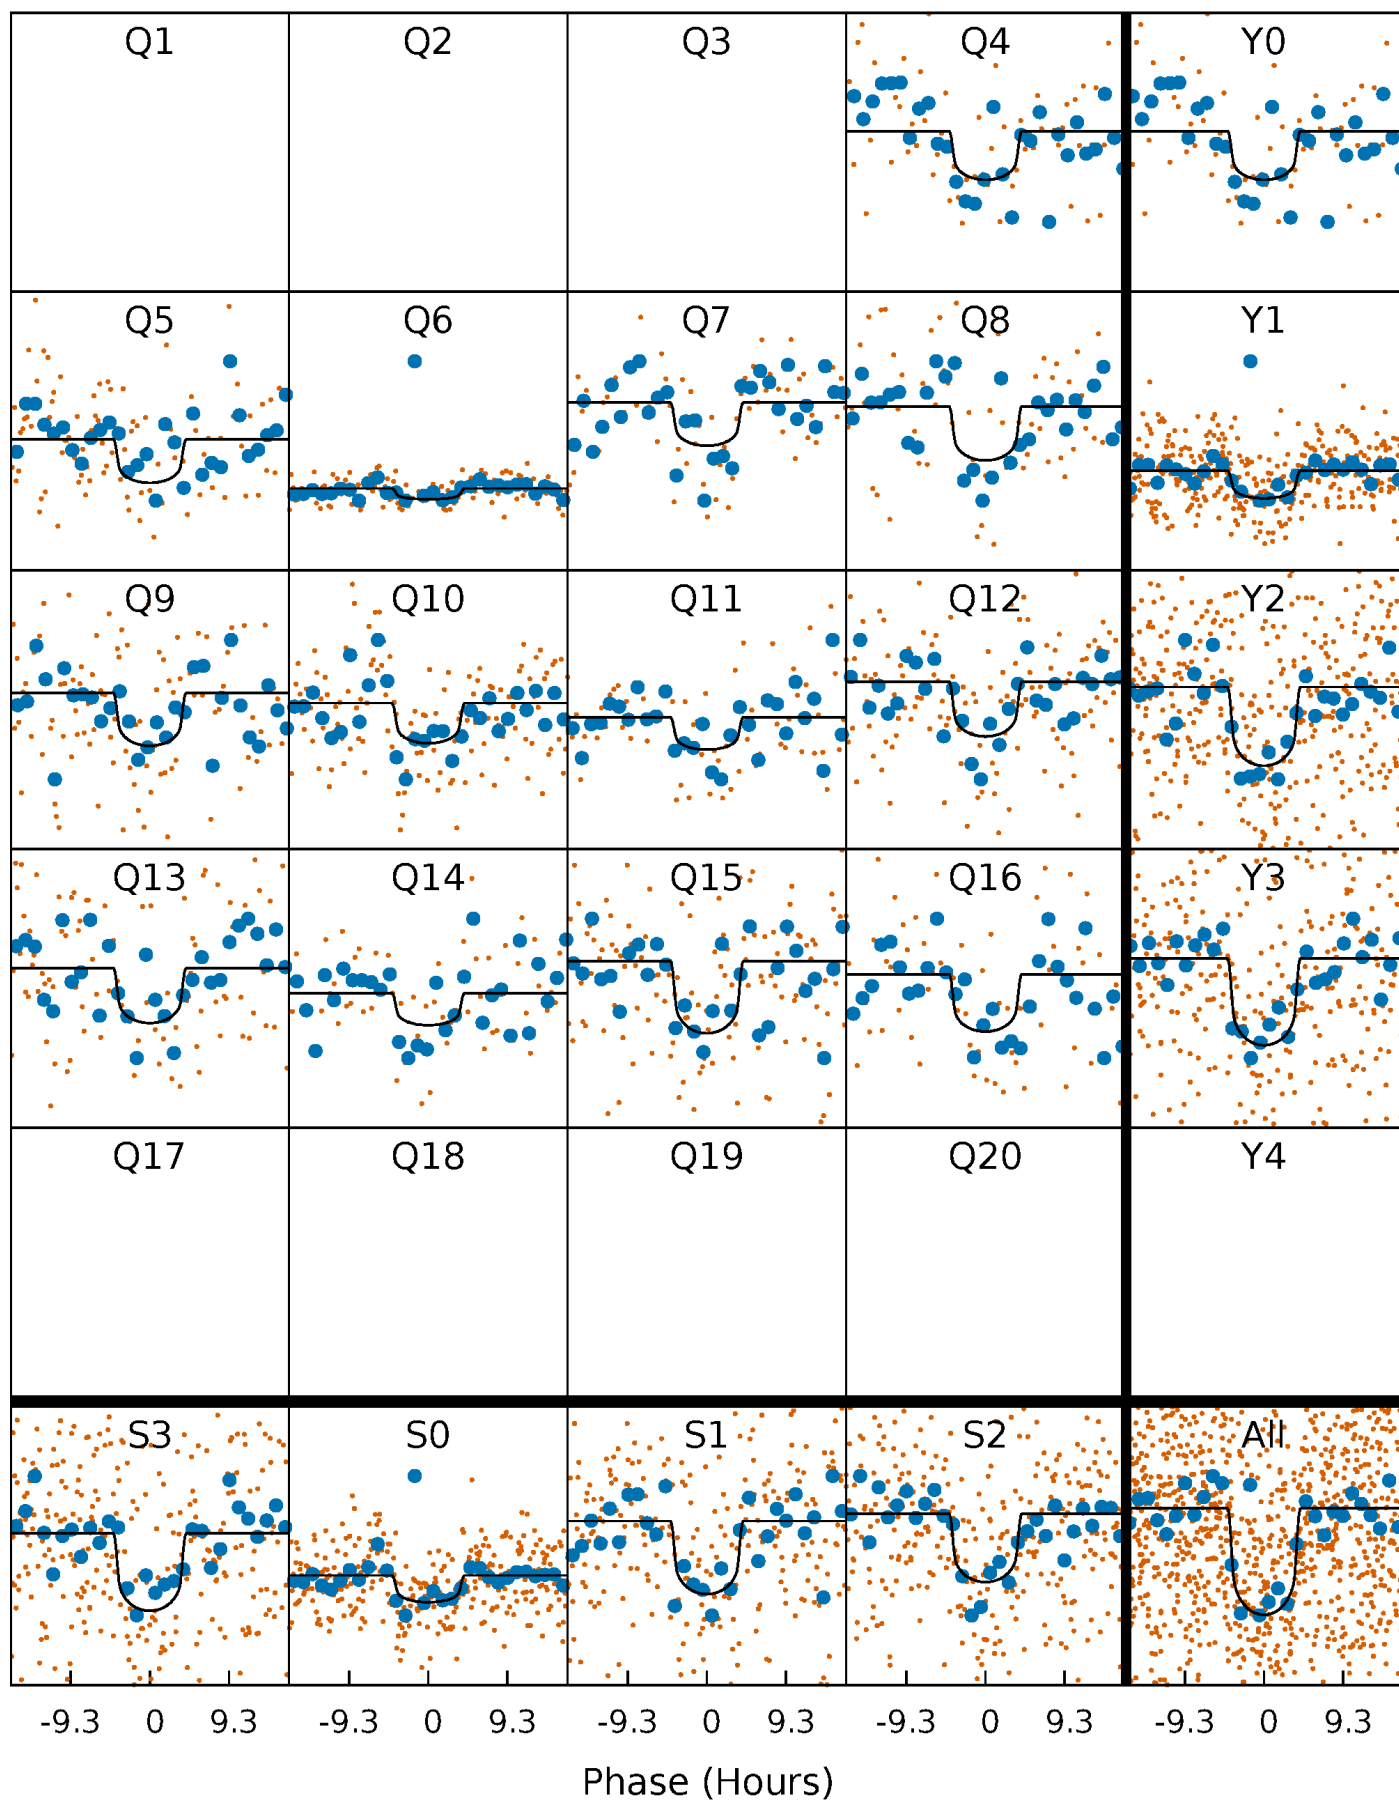 Q1 Q2 Q3 Q4 Y0
Q5 Q6 Q7 Q8 Y1
Q9 Q10 Q11 Q12 Y2
Q13 Q14 Q15 Q16 Y3
Q17 Q18 Q19 Q20 Y4
S3 S0 S1 S2 All
-9.3 0 9.3 -9.3 0 9.3 -9.3 0 9.3 -9.3 0 9.3 -9.3 0 9.3
Phase (Hours)